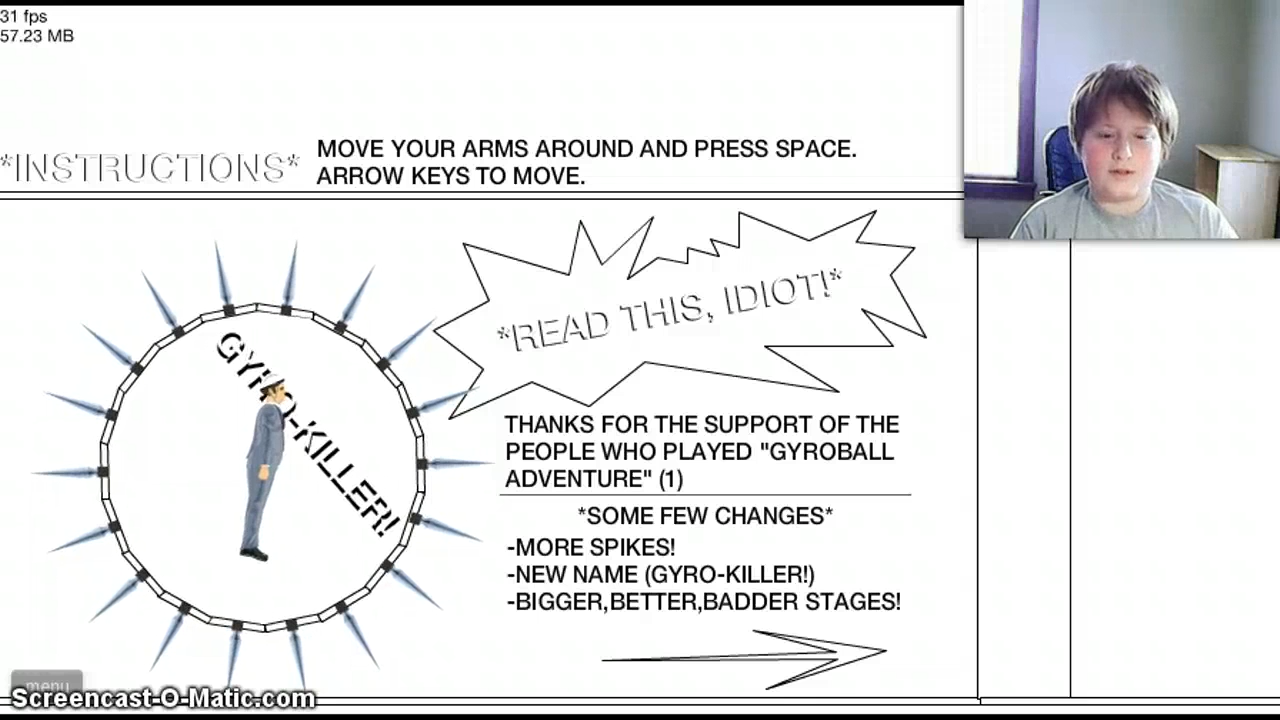 31 fps
57.23 MB
*INSTRUCTIONS*
MOVE YOUR ARMS AROUND AND PRESS SPACE.
ARROW KEYS TO MOVE.
*READ THIS, IDIOT!*
GYRO-KILLER!
THANKS FOR THE SUPPORT OF THE
PEOPLE WHO PLAYED "GYROBALL
ADVENTURE" (1)
*SOME FEW CHANGES*
-MORE SPIKES!
-NEW NAME (GYRO-KILLER!)
-BIGGER,BETTER,BADDER STAGES!
menu
Screencast-O-Matic.com